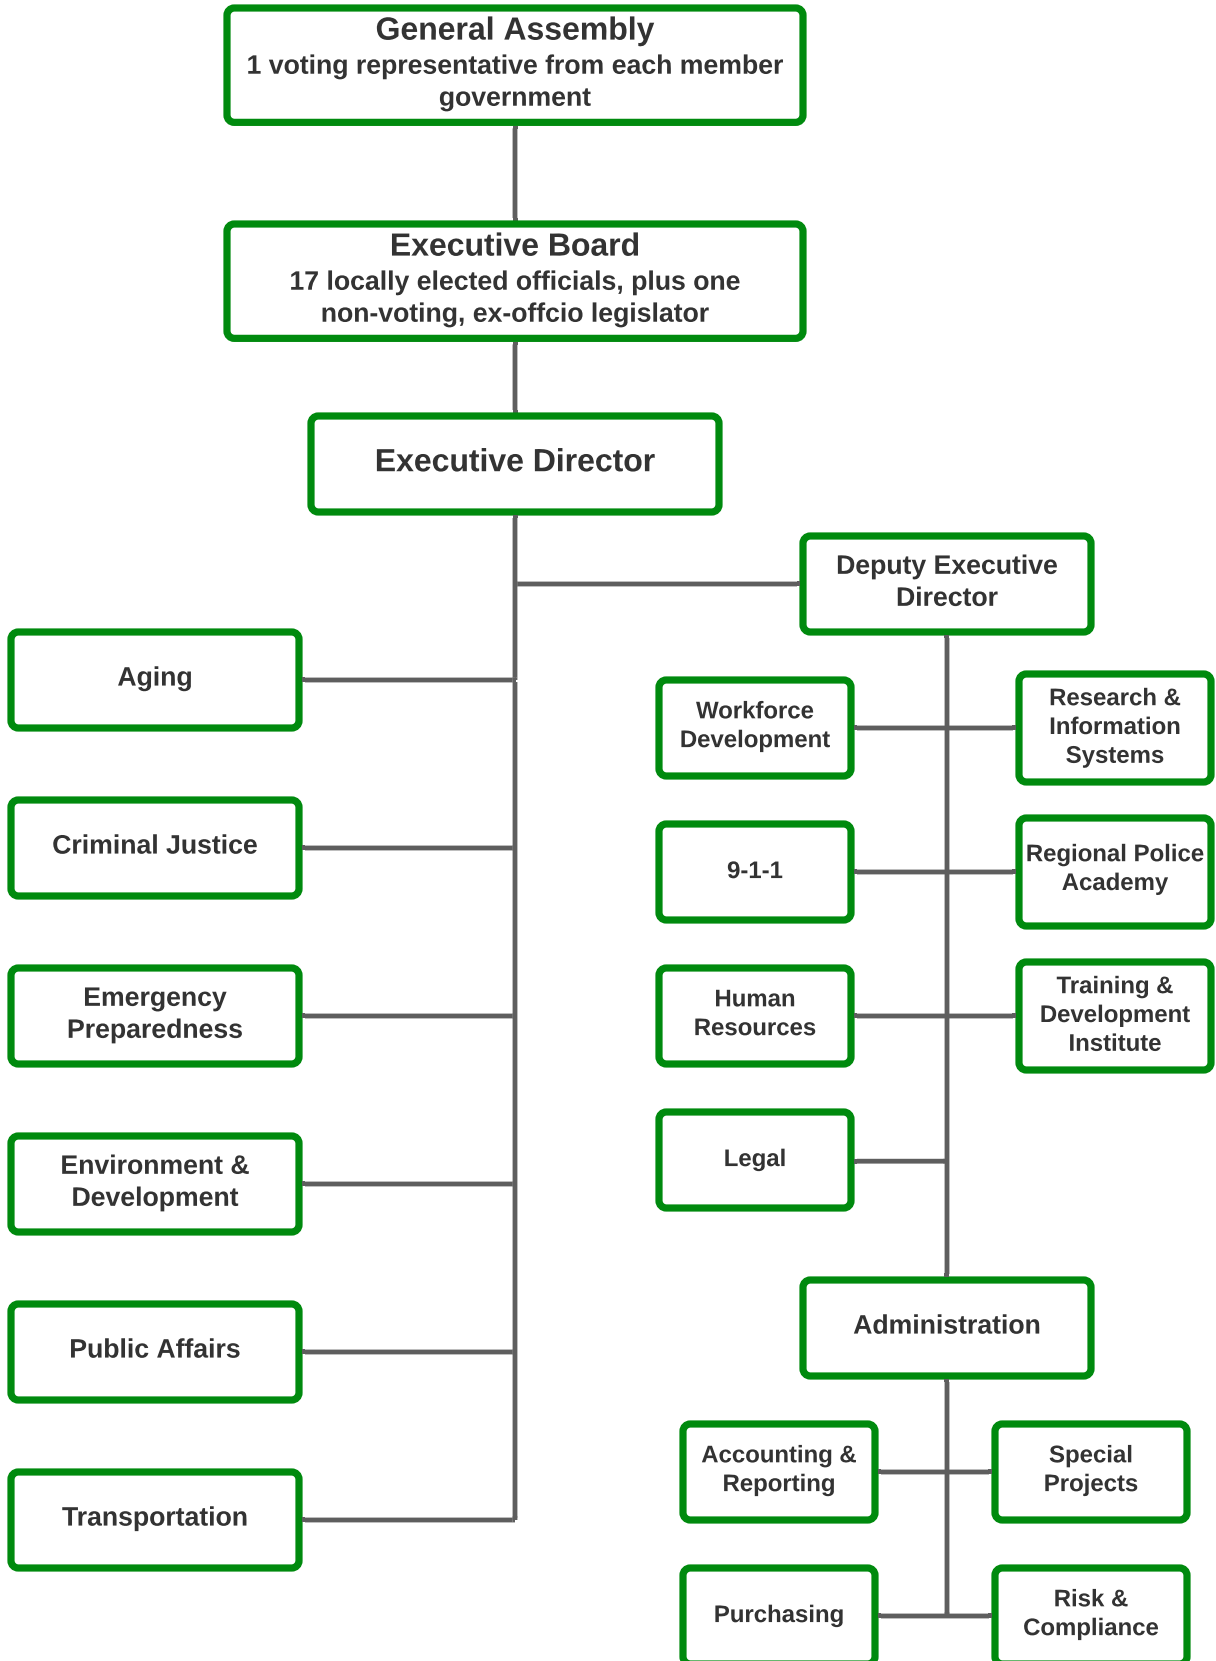 General Assembly
1 voting representative from each member
government
Executive Board
17 locally elected officials, plus one
non-voting, ex-offcio legislator
Executive Director
Deputy Executive
Director
Aging
Criminal Justice
Emergency
Preparedness
Environment &
Development
Public Affairs
Transportation
Workforce
Development
Research &
Information
Systems
9-1-1
Regional Police
Academy
Human
Resources
Training &
Development
Institute
Legal
Administration
Accounting &
Reporting
Special
Projects
Purchasing
Risk &
Compliance